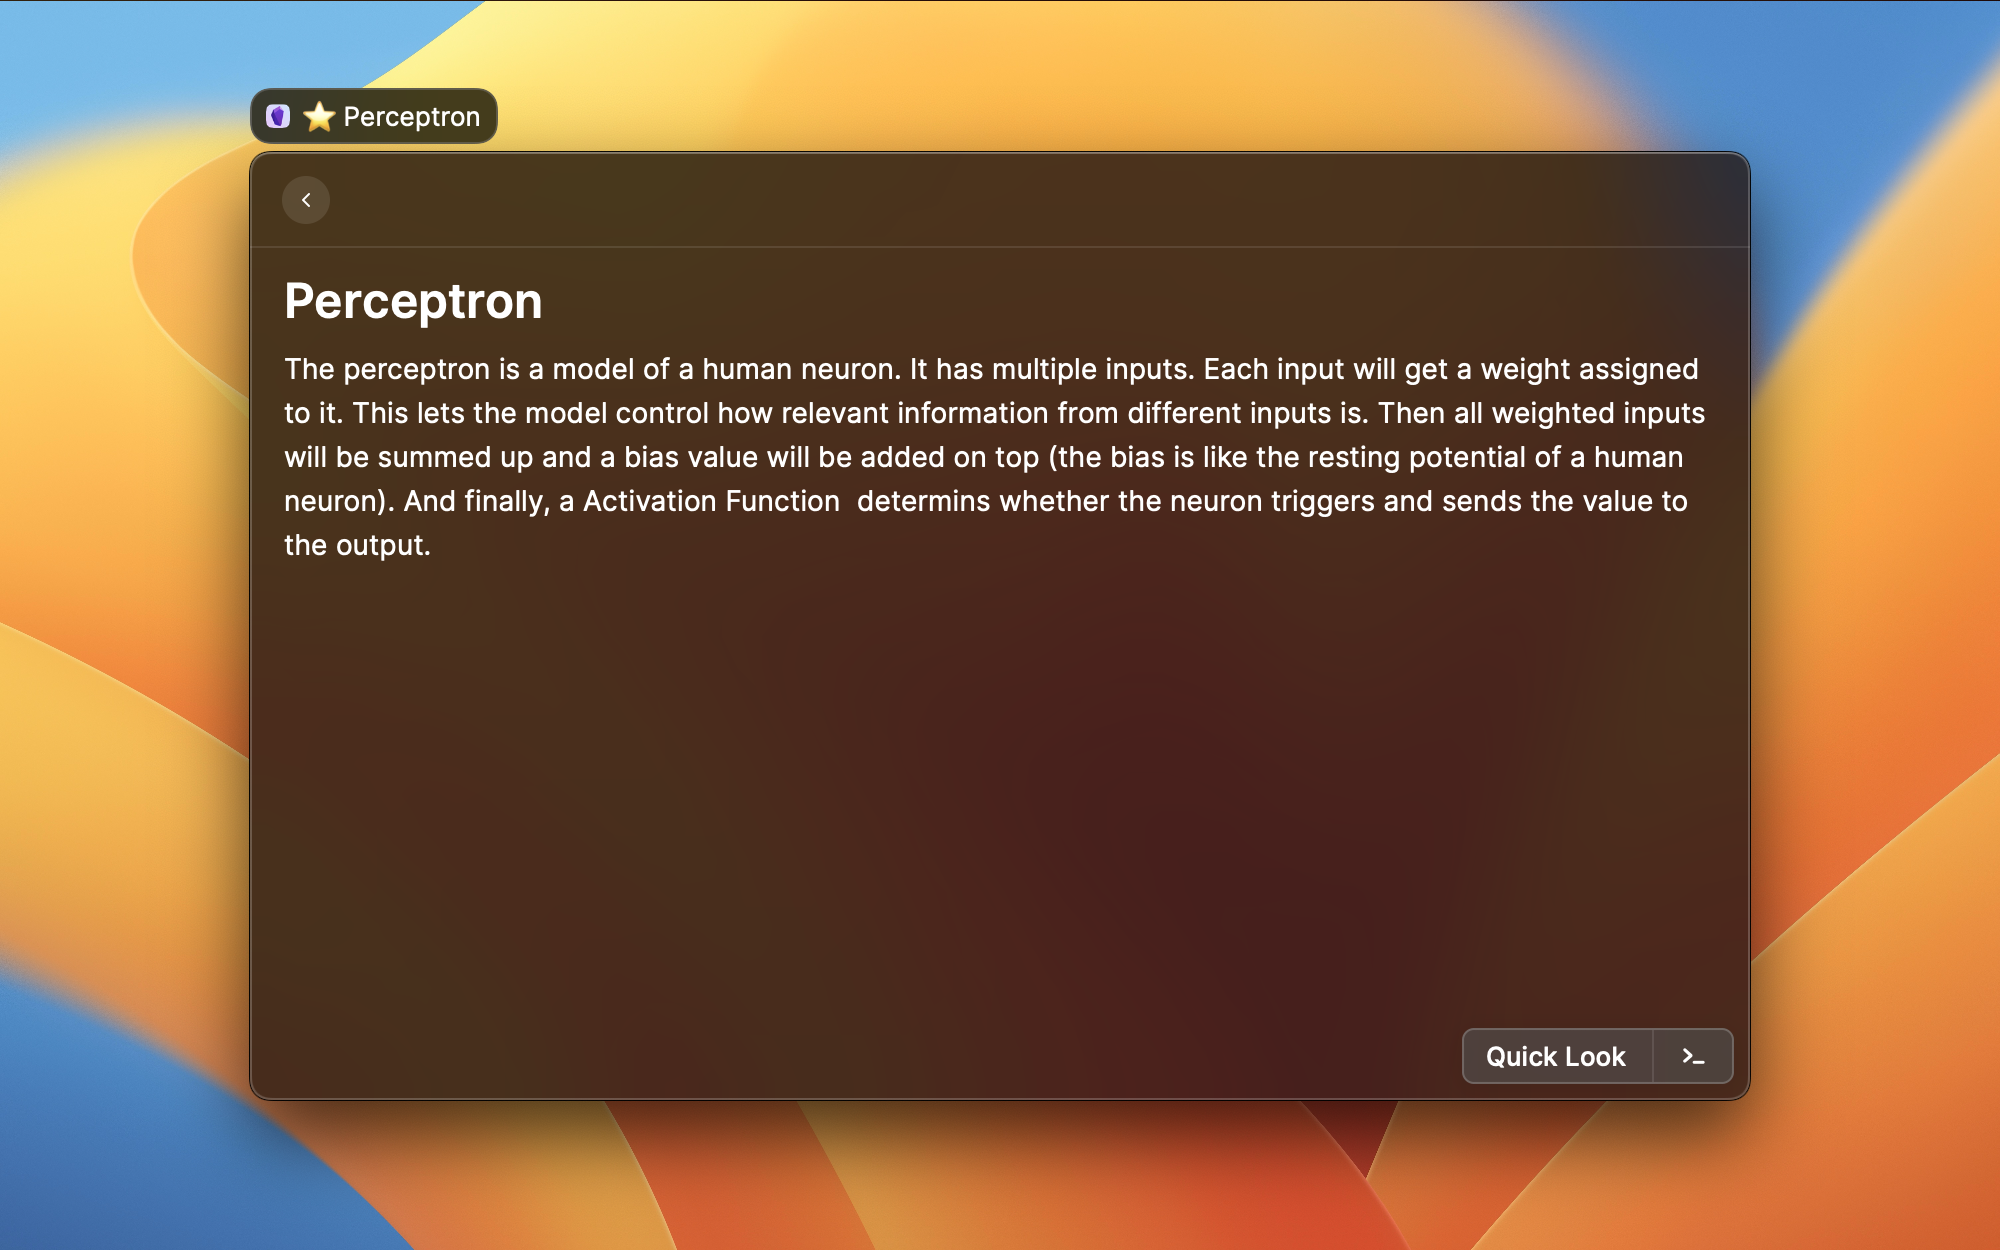 Perceptron
Perceptron
The perceptron is a model of a human neuron. It has multiple inputs. Each input will get a weight assigned
to it. This lets the model control how relevant information from different inputs is. Then all weighted inputs
will be summed up and a bias value will be added on top (the bias is like the resting potential of a human
neuron). And finally, a Activation Function  determins whether the neuron triggers and sends the value to
the output.
Quick Look